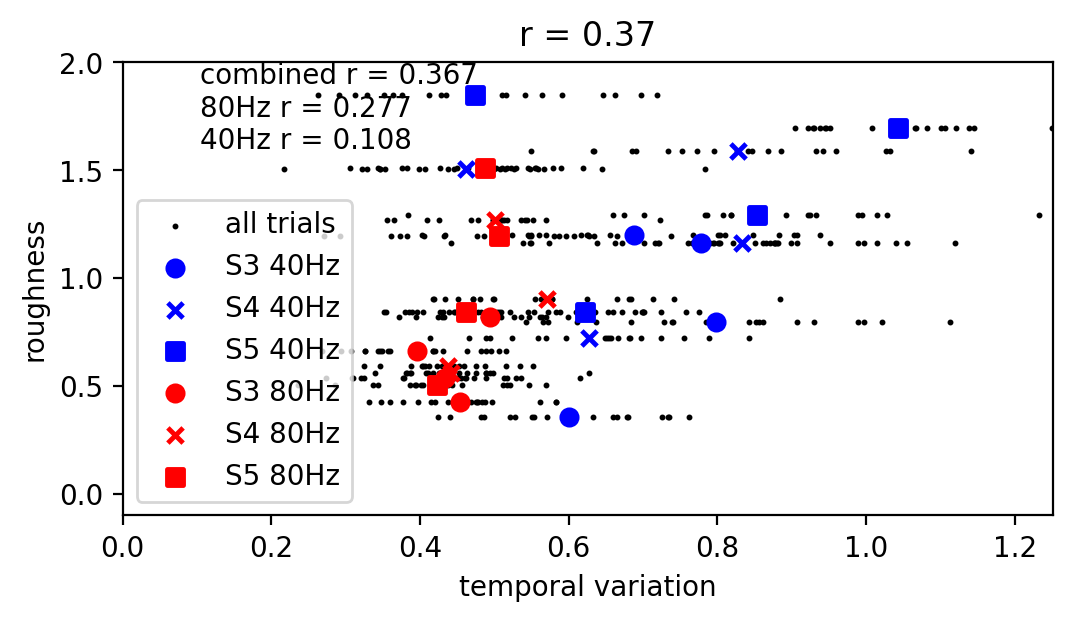 r = 0.37
2.0
combined r = 0.367
80Hz r = 0.277
40Hz r = 0.108
1.5
all trials
S3 40Hz
1.0
S4 40Hz
S5 40Hz
S3 80Hz
0.5
S4 80Hz
S5 80Hz
0.0
roughness
0.0 0.2 0.4 0.6 0.8 1.0 1.2
temporal variation